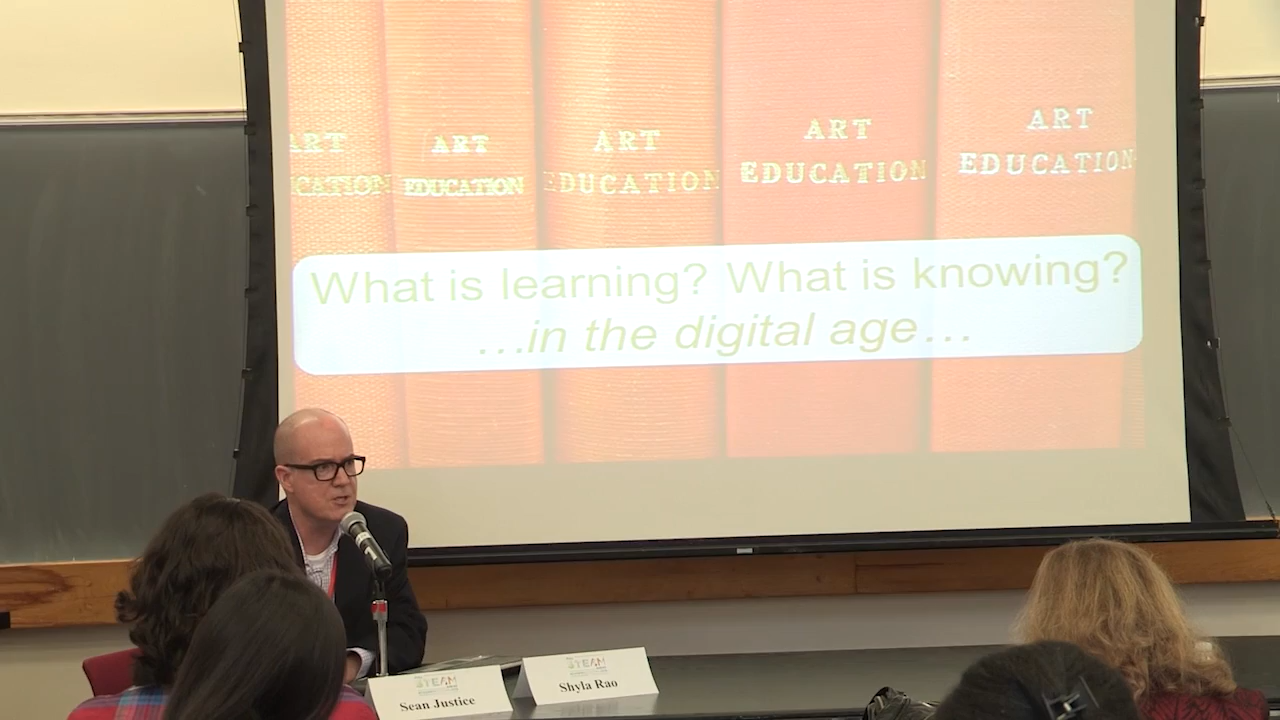 ART
CATION
ART
EDUCATION
ART
EDUCATION
ART
EDUCATION
ART
EDUCATION
What is learning? What is knowing?
...in the digital age...
STEAM
Sean Justice
STEAM
Shyla Rao